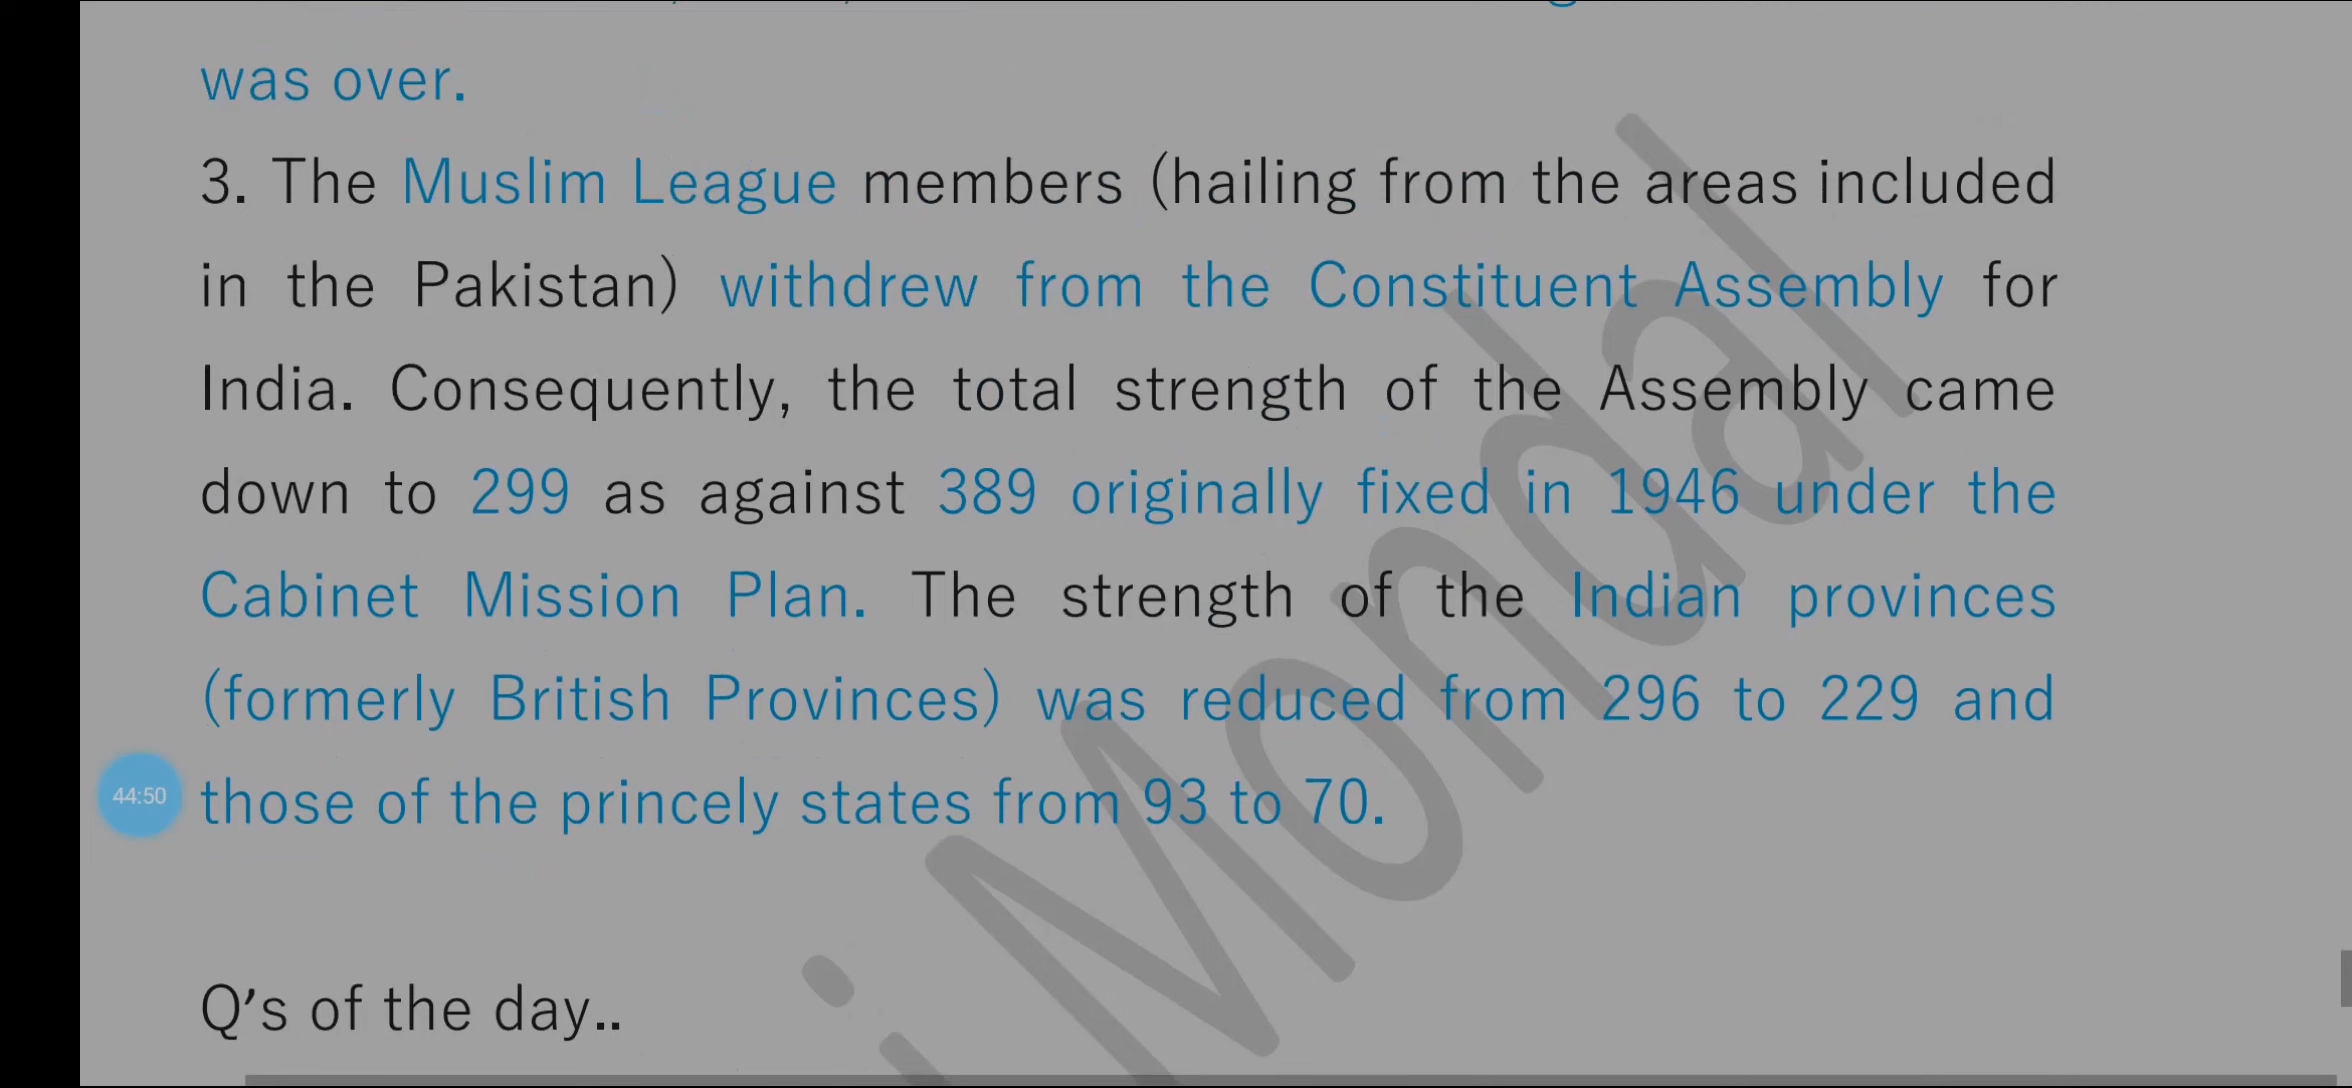 was over.
3. The Muslim League members (hailing from the areas included
in the Pakistan) withdrew from the Constituent Assembly for
India. Consequently, the total strength of the Assembly came
down to 299 as against 389 originally fixed in 1946 under the
Cabinet Mission Plan. The strength of the Indian provinces
(formerly British Provinces) was reduced from 296 to 229 and
44:50
those of the princely states from 93 to 70.
Q's of the day..
Mondal